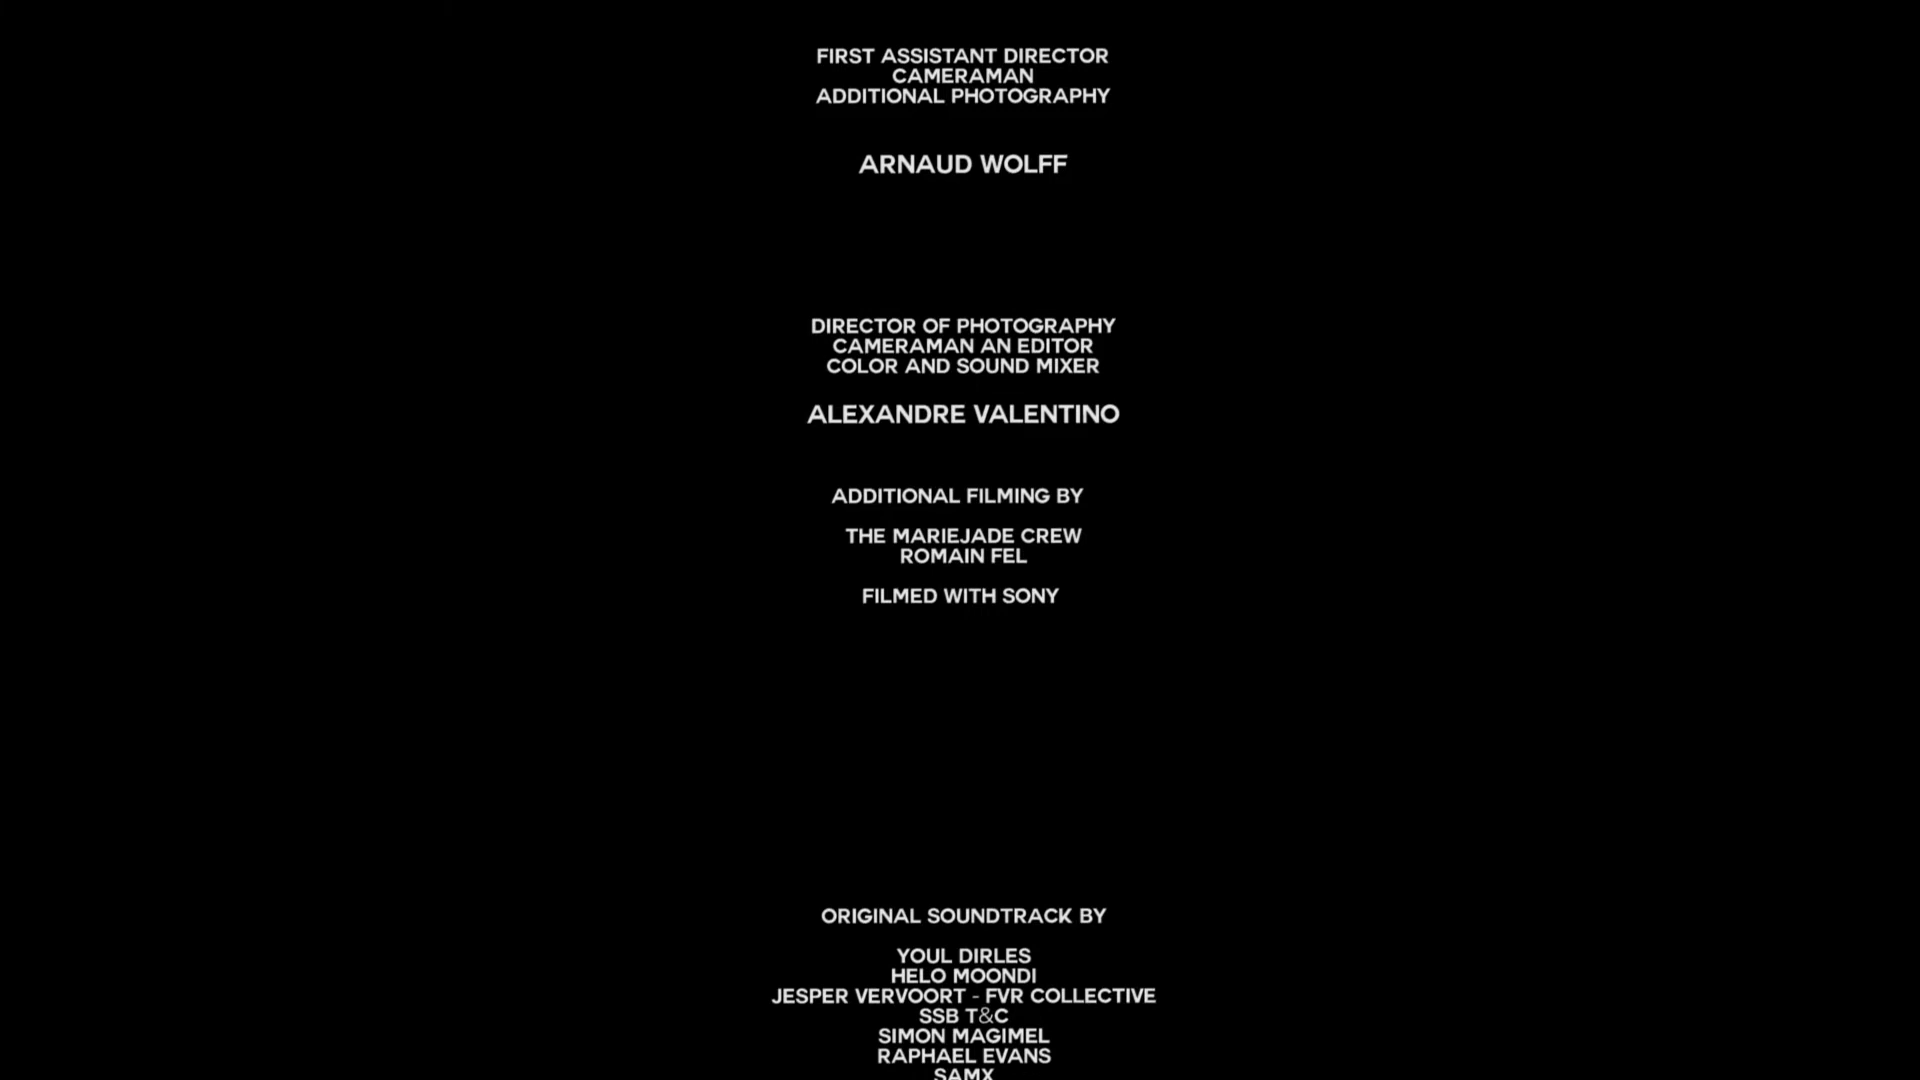 FIRST ASSISTANT DIRECTOR
CAMERAMAN
ADDITIONAL PHOTOGRAPHY
ARNAUD WOLFF
DIRECTOR OF PHOTOGRAPHY
CAMERAMAN AN EDITOR
COLOR AND SOUND MIXER
ALEXANDRE VALENTINO
ADDITIONAL FILMING BY
THE MARIEJADE CREW
ROMAIN FEL
FILMED WITH SONY
ORIGINAL SOUNDTRACK BY
YOUL DIRLES
HELO MOONDI
JESPER VERVOORT - FVR COLLECTIVE
SSB T&C
SIMON MAGIMEL
RAPHAEL EVANS
SAMX